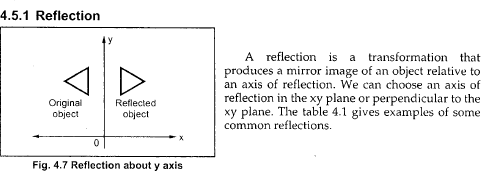 4.5.1 Reflection
y
Original
object
Reflected
object
x
0
Fig. 4.7 Reflection about y axis
A reflection is a transformation that
produces a mirror image of an object relative to
an axis of reflection. We can choose an axis of
reflection in the xy plane or perpendicular to the
xy plane. The table 4.1 gives examples of some
common reflections.